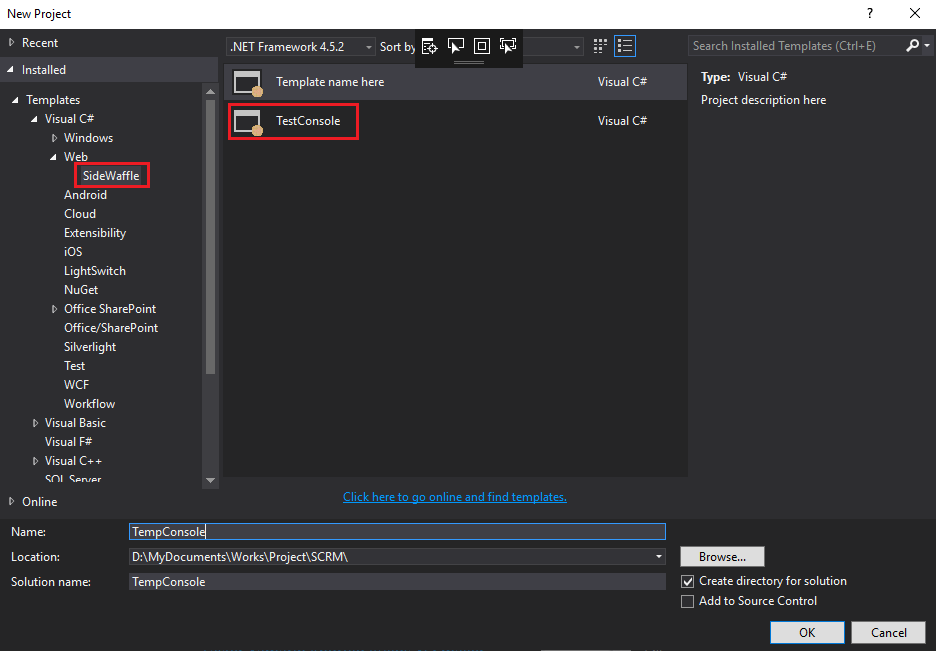 New Project
?
Recent
Installed
Templates
Visual C#
Windows
Web
SideWaffle
Android
Cloud
Extensibility
iOS
LightSwitch
NuGet
Office SharePoint
Office/SharePoint
Silverlight
Test
WCF
Workflow
Visual Basic
Visual F#
Visual C++
SQL Server
Online
.NET Framework 4.5.2
Sort by
Template name here
Visual C#
TestConsole
Visual C#
Click here to go online and find templates.
Search Installed Templates (Ctrl+E)
Type: Visual C#
Project description here
Name:
TempConsole
Location:
D:\MyDocuments\Works\Project\SCRM\
Browse...
Solution name:
TempConsole
Create directory for solution
Add to Source Control
OK
Cancel